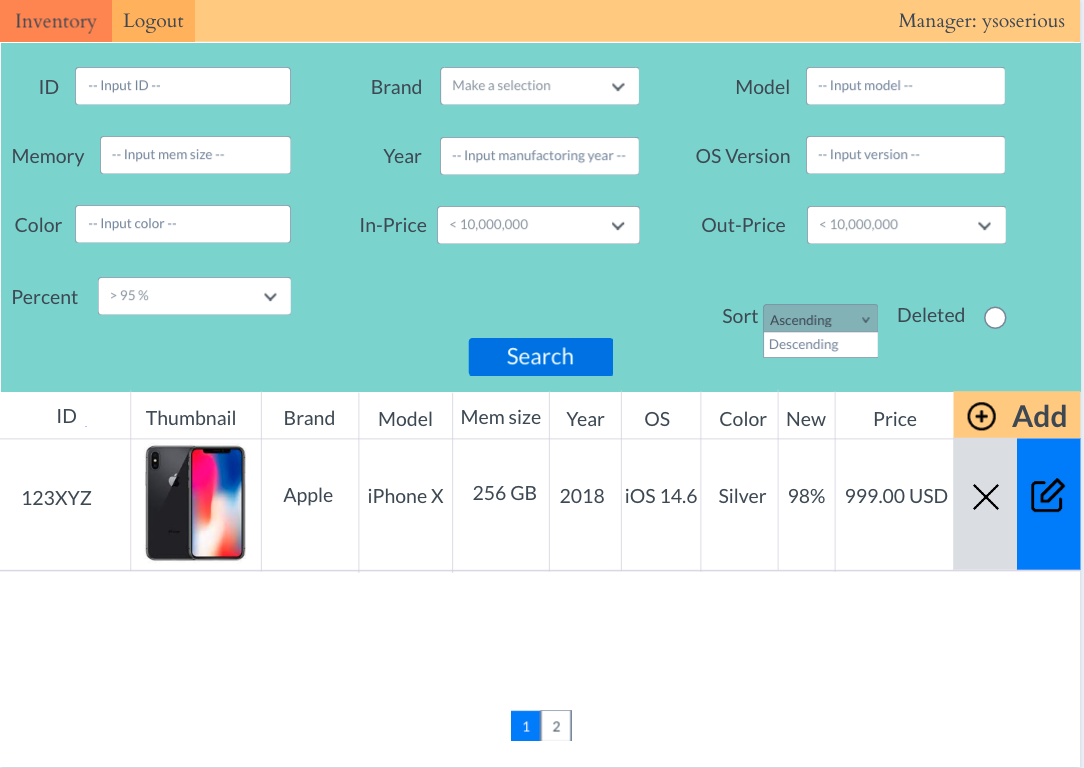 Inventory Logout Manager: ysoserious
ID -- Input ID -- Brand Make a selection Model -- Input model --
Memory -- Input mem size -- Year -- Input manufactoring year -- OS Version -- Input version --
Color -- Input color -- In-Price < 10,000,000 Out-Price < 10,000,000
Percent > 95 %
Sort Ascending Deleted
Descending
Search
ID Thumbnail Brand Model Mem size Year OS Color New Price Add
123XYZ Apple iPhone X 256 GB 2018 iOS 14.6 Silver 98% 999.00 USD
1 2